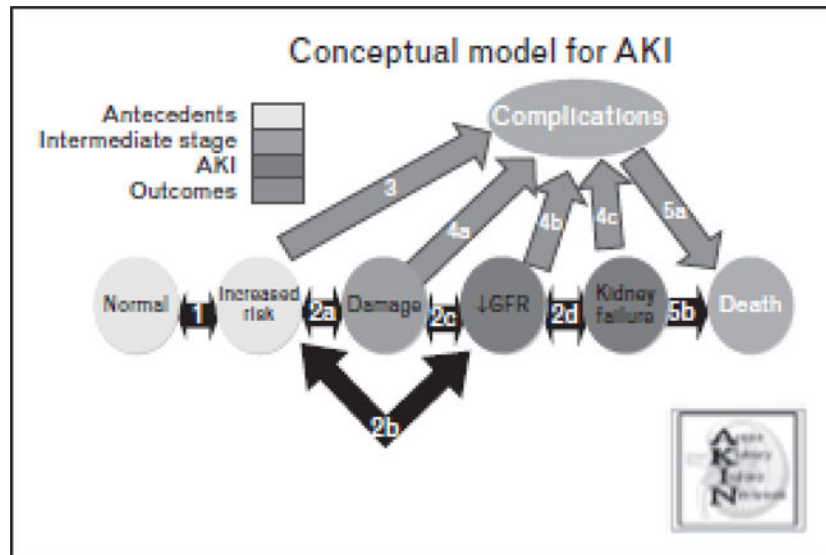 Conceptual model for AKI
Antecedents
Intermediate stage
AKI
Outcomes
Complications
3
4a
4b
4c
5a
Normal
1
Increased
risk
2a
Damage
2c
↓GFR
2d
Kidney
failure
5b
Death
2b